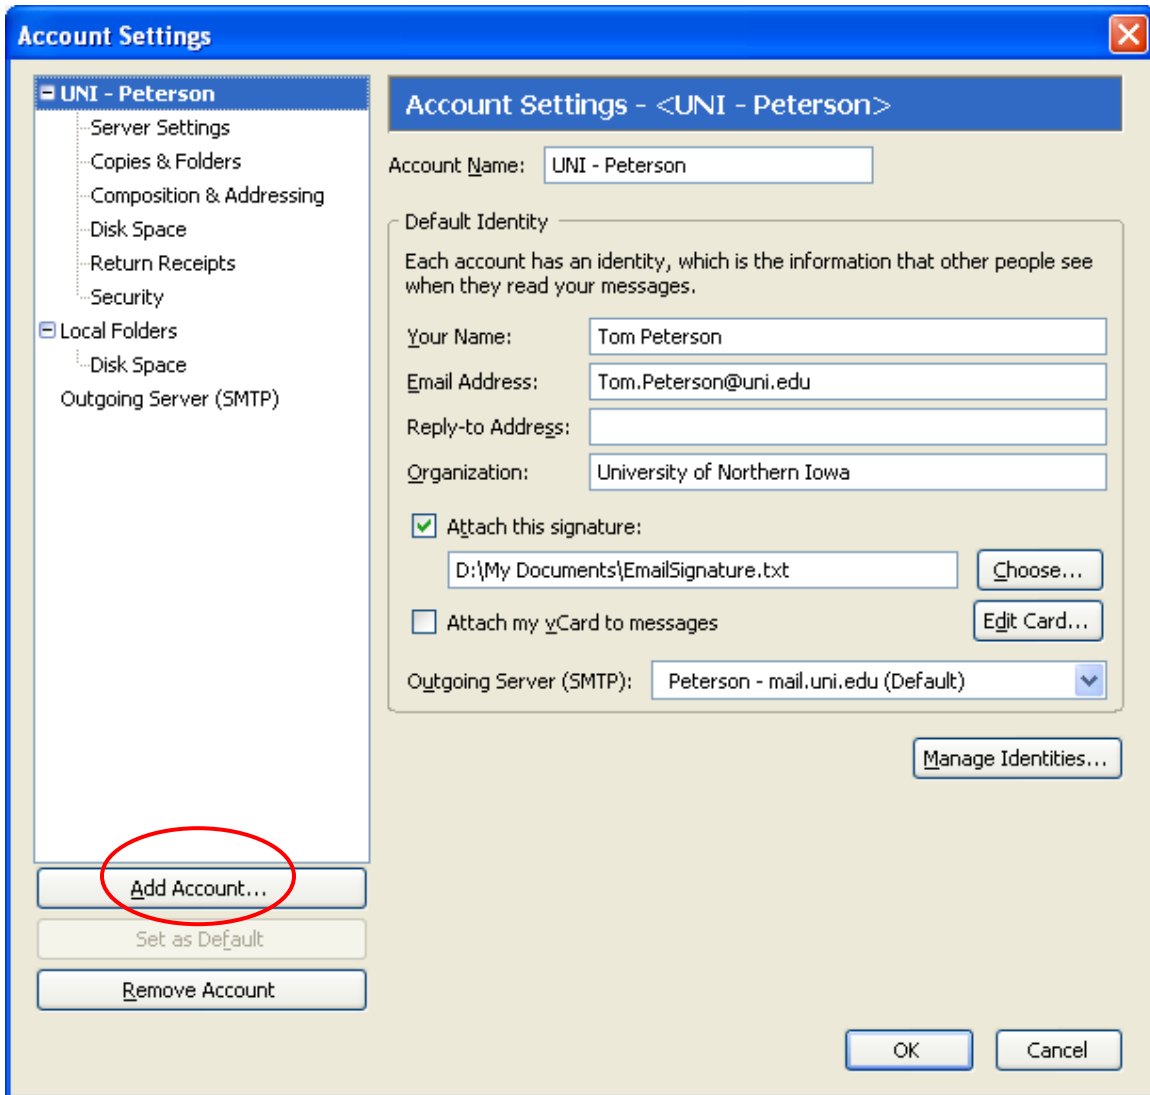 Account Settings
UNI - Peterson
Server Settings
Copies & Folders
Composition & Addressing
Disk Space
Return Receipts
Security
Local Folders
Disk Space
Outgoing Server (SMTP)
Add Account...
Set as Default
Remove Account
Account Settings - <UNI - Peterson>
Account Name: UNI - Peterson
Default Identity
Each account has an identity, which is the information that other people see
when they read your messages.
Your Name: Tom Peterson
Email Address: Tom.Peterson@uni.edu
Reply-to Address:
Organization: University of Northern Iowa
Attach this signature:
D:\My Documents\EmailSignature.txt Choose...
Attach my vCard to messages Edit Card...
Outgoing Server (SMTP): Peterson - mail.uni.edu (Default)
Manage Identities...
OK Cancel